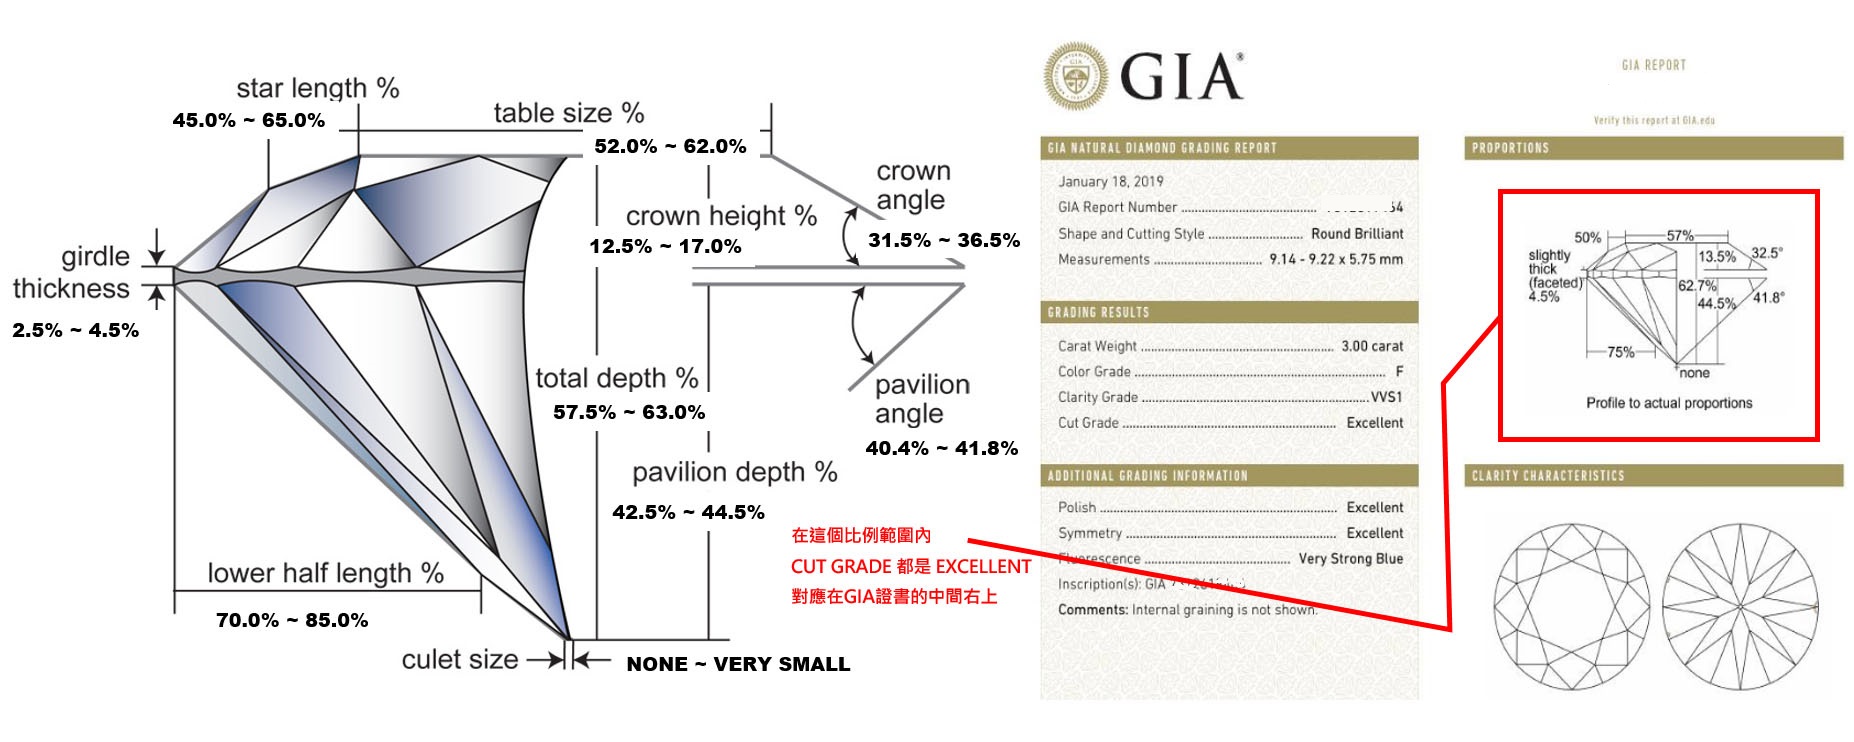 star length %
45.0% ~ 65.0%
table size %
52.0% ~ 62.0%
crown
angle
31.5% ~ 36.5%
crown height %
12.5% ~ 17.0%
girdle
thickness
2.5% ~ 4.5%
total depth %
57.5% ~ 63.0%
pavilion
angle
40.4% ~ 41.8%
pavilion depth %
42.5% ~ 44.5%
lower half length %
70.0% ~ 85.0%
culet size
NONE ~ VERY SMALL
在這個比例範圍內
CUT GRADE 都是 EXCELLENT
對應在GIA證書的中間右上
GIA®
GIA NATURAL DIAMOND GRADING REPORT
January 18, 2019
GIA Report Number 54
Shape and Cutting Style Round Brilliant
Measurements 9.14 - 9.22 x 5.75 mm
GRADING RESULTS
Carat Weight 3.00 carat
Color Grade F
Clarity Grade VVS1
Cut Grade Excellent
ADDITIONAL GRADING INFORMATION
Polish Excellent
Symmetry Excellent
Fluorescence Very Strong Blue
Inscription(s): GIA
Comments: Internal graining is not shown.
GIA REPORT
Verify this report at GIA.edu
PROPORTIONS
50%
57%
slightly
thick
(faceted)
4.5%
13.5%
32.5°
62.7%
44.5%
41.8°
75%
none
Profile to actual proportions
CLARITY CHARACTERISTICS